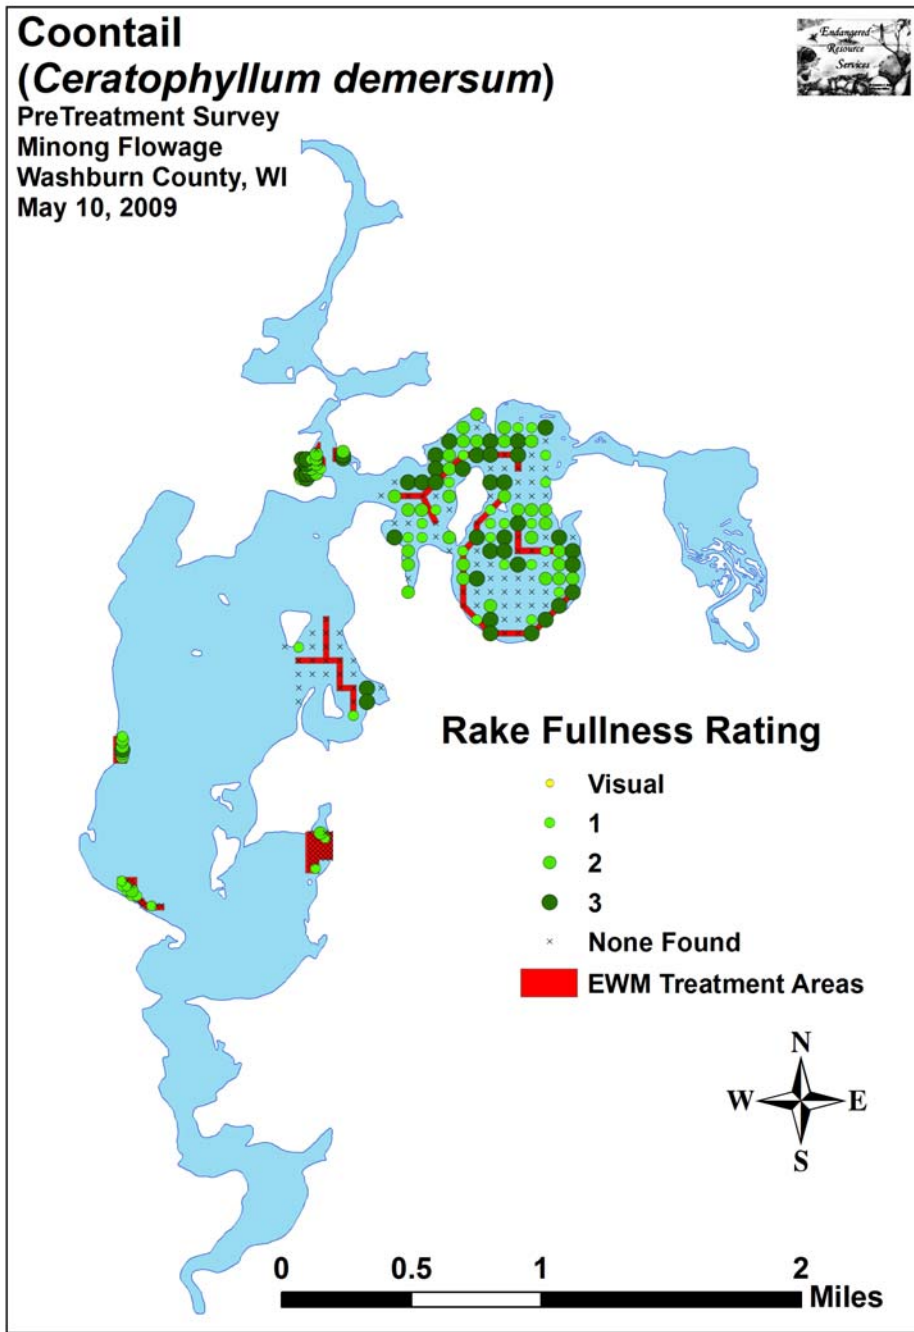 Coontail
(Ceratophyllum demersum)
PreTreatment Survey
Minong Flowage
Washburn County, WI
May 10, 2009
Endangered
Resource
Services
Rake Fullness Rating
Visual
1
2
3
None Found
EWM Treatment Areas
N
W E
S
0 0.5 1 2
Miles